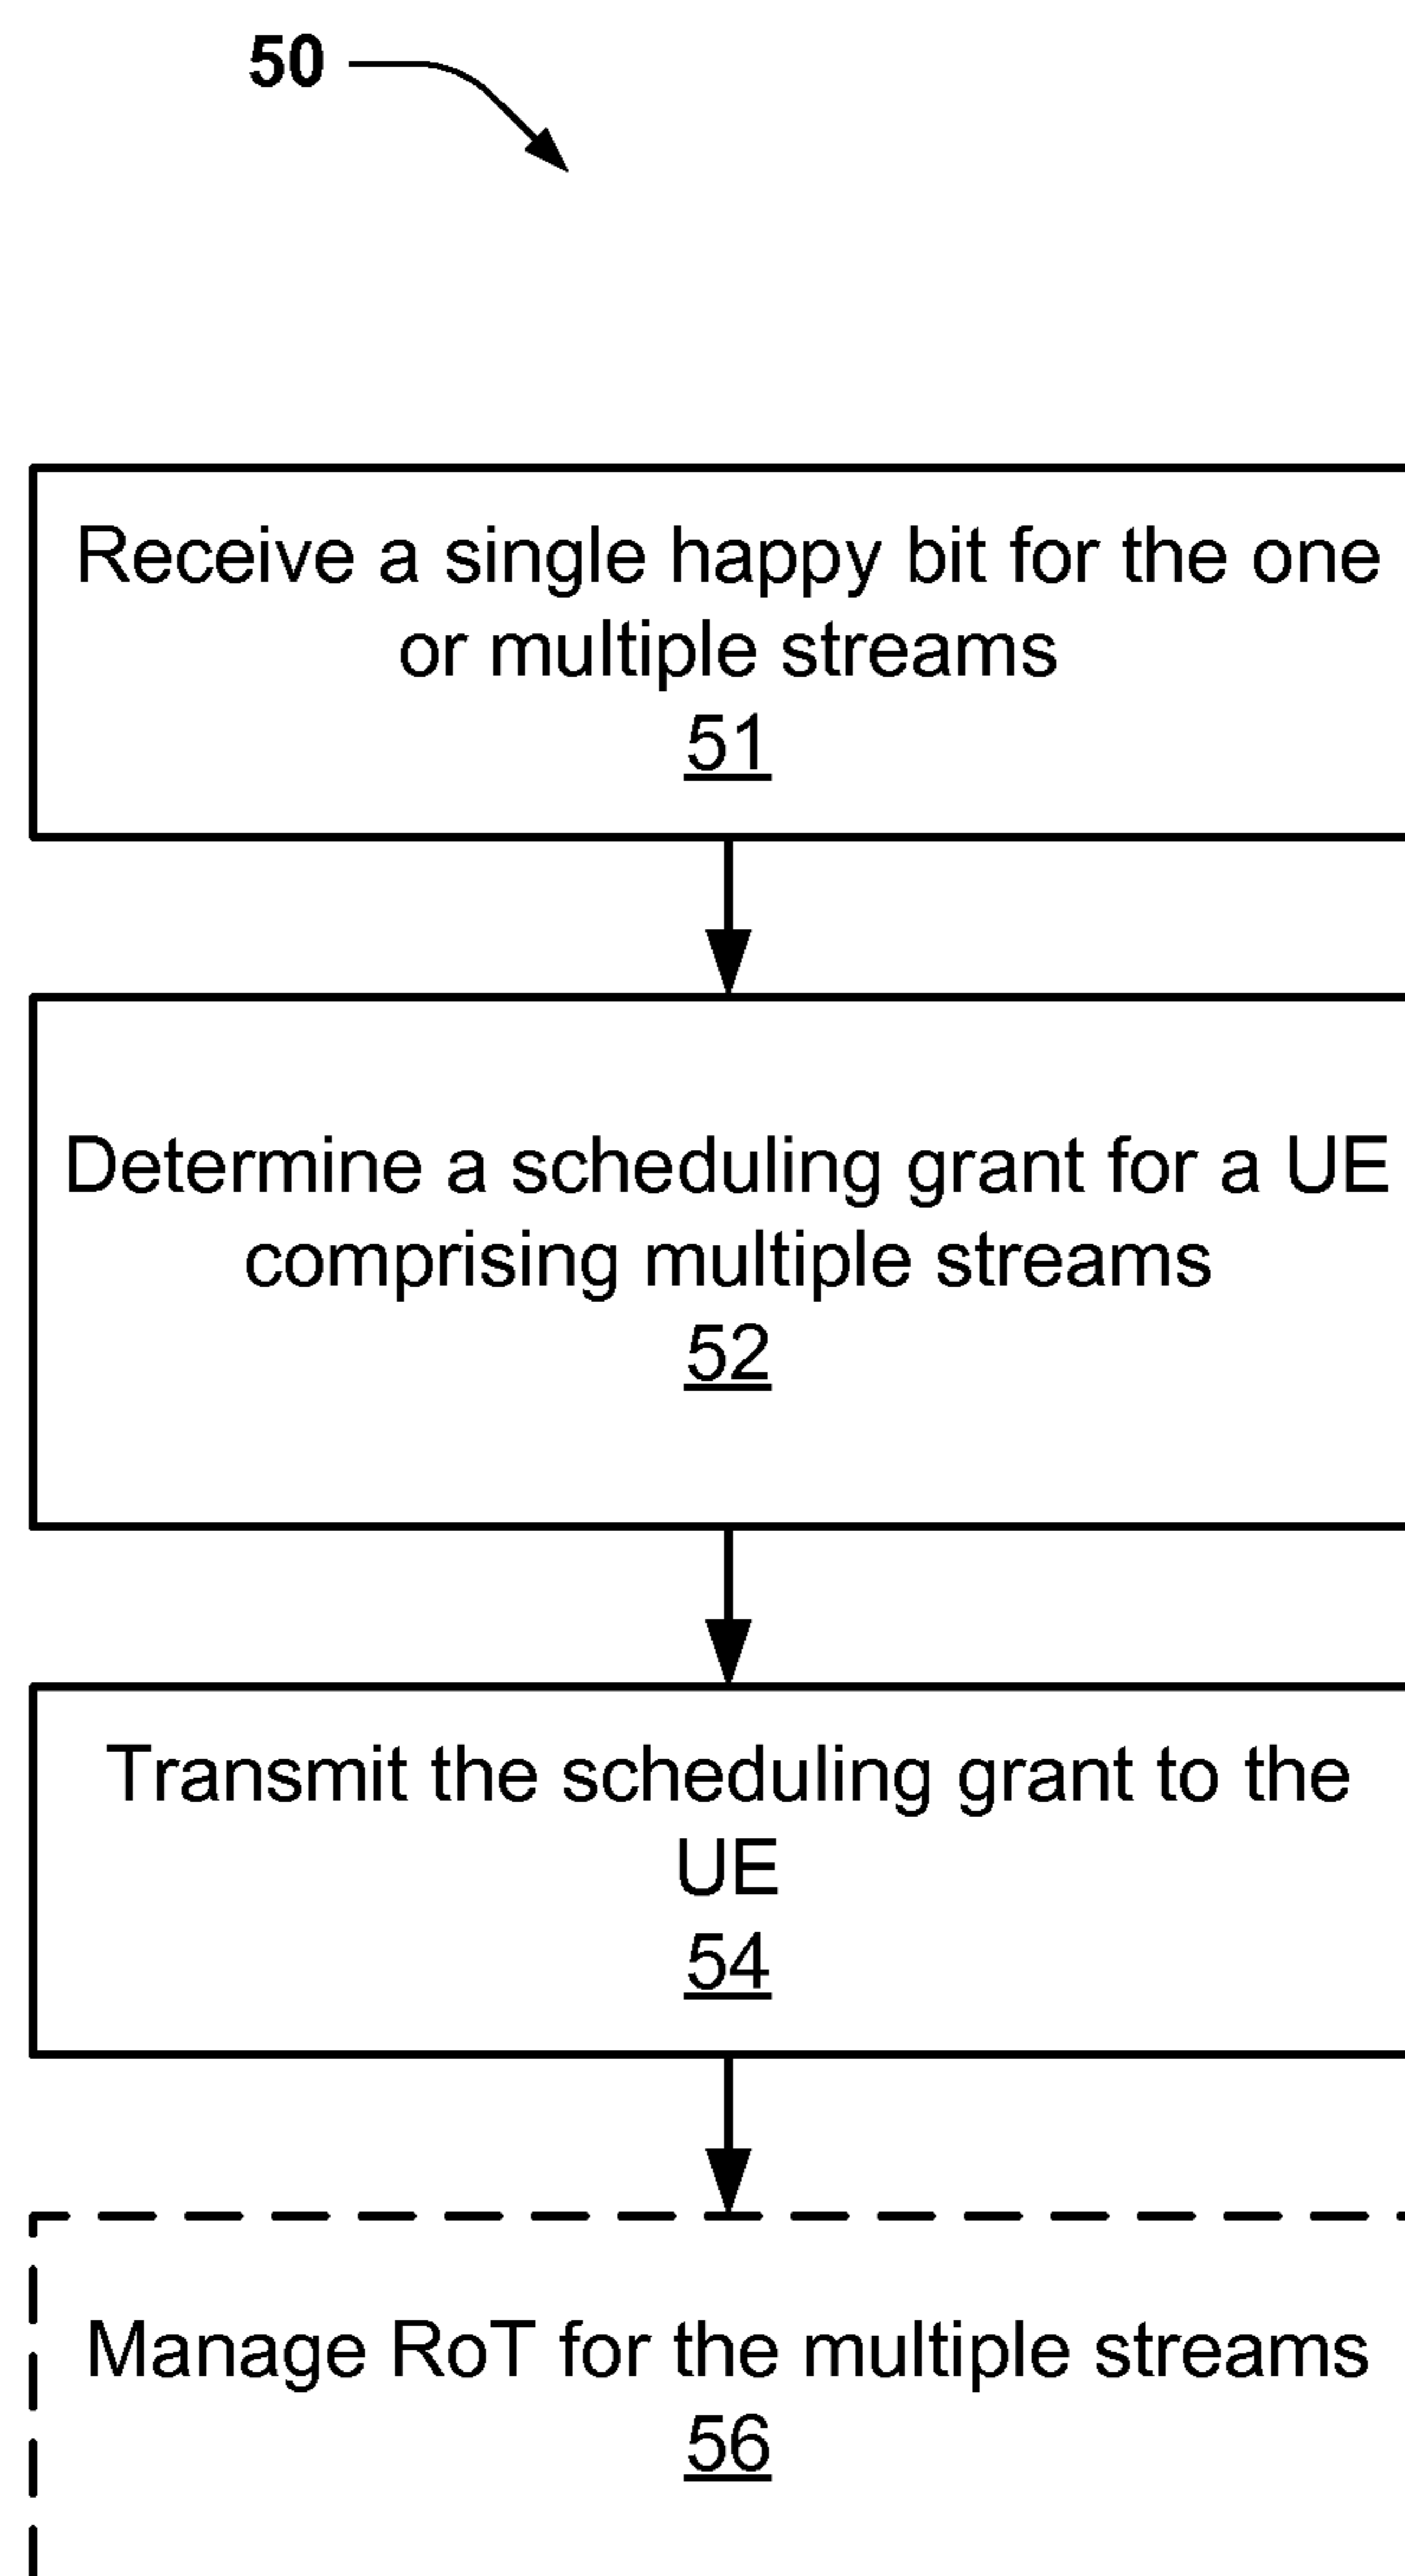 50
Receive a single happy bit for the one
or multiple streams
51
Determine a scheduling grant for a UE
comprising multiple streams
52
Transmit the scheduling grant to the
UE
54
Manage RoT for the multiple streams
56